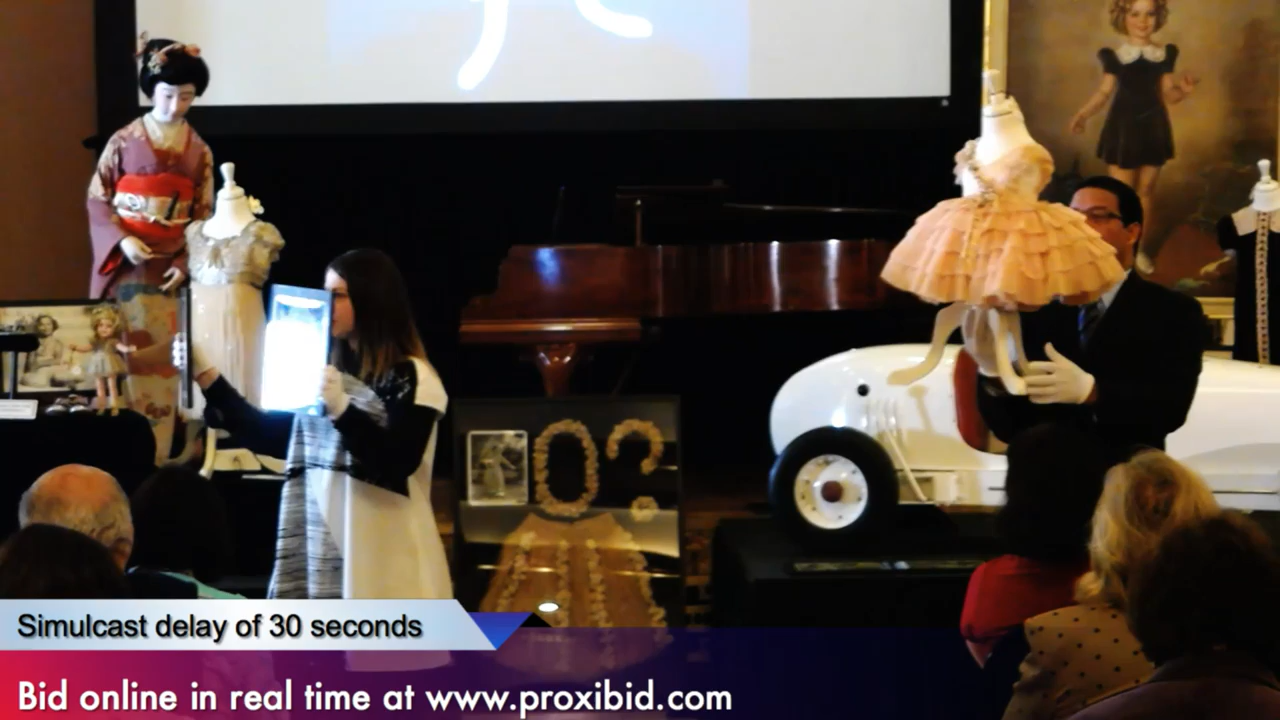 Simulcast delay of 30 seconds
Bid online in real time at www.proxibid.com